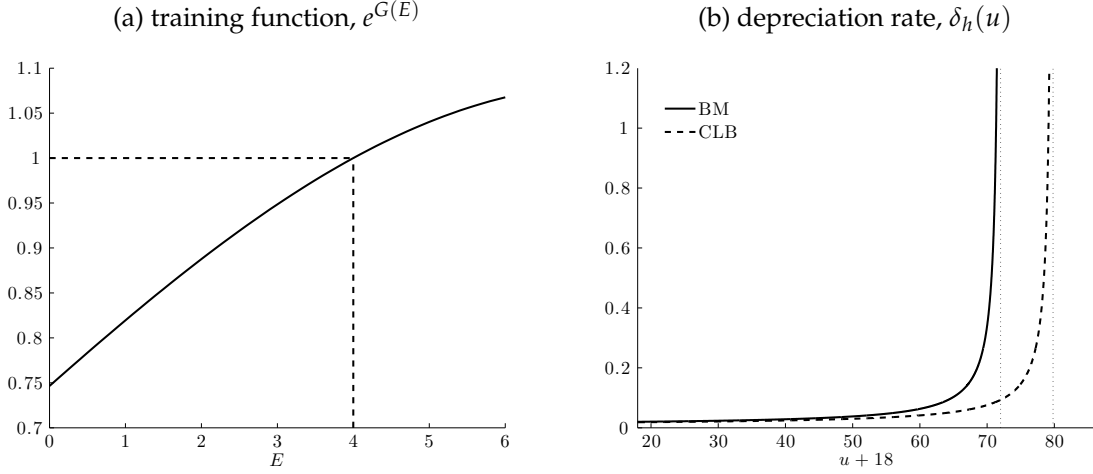 (a) training function, e^{G(E)}
1.1
1.05
1
0.95
0.9
0.85
0.8
0.75
0.7
0 1 2 3 4 5 6
E
(b) depreciation rate, δ_h(u)
1.2
1
0.8
0.6
0.4
0.2
0
BM
CLB
20 30 40 50 60 70 80
u + 18